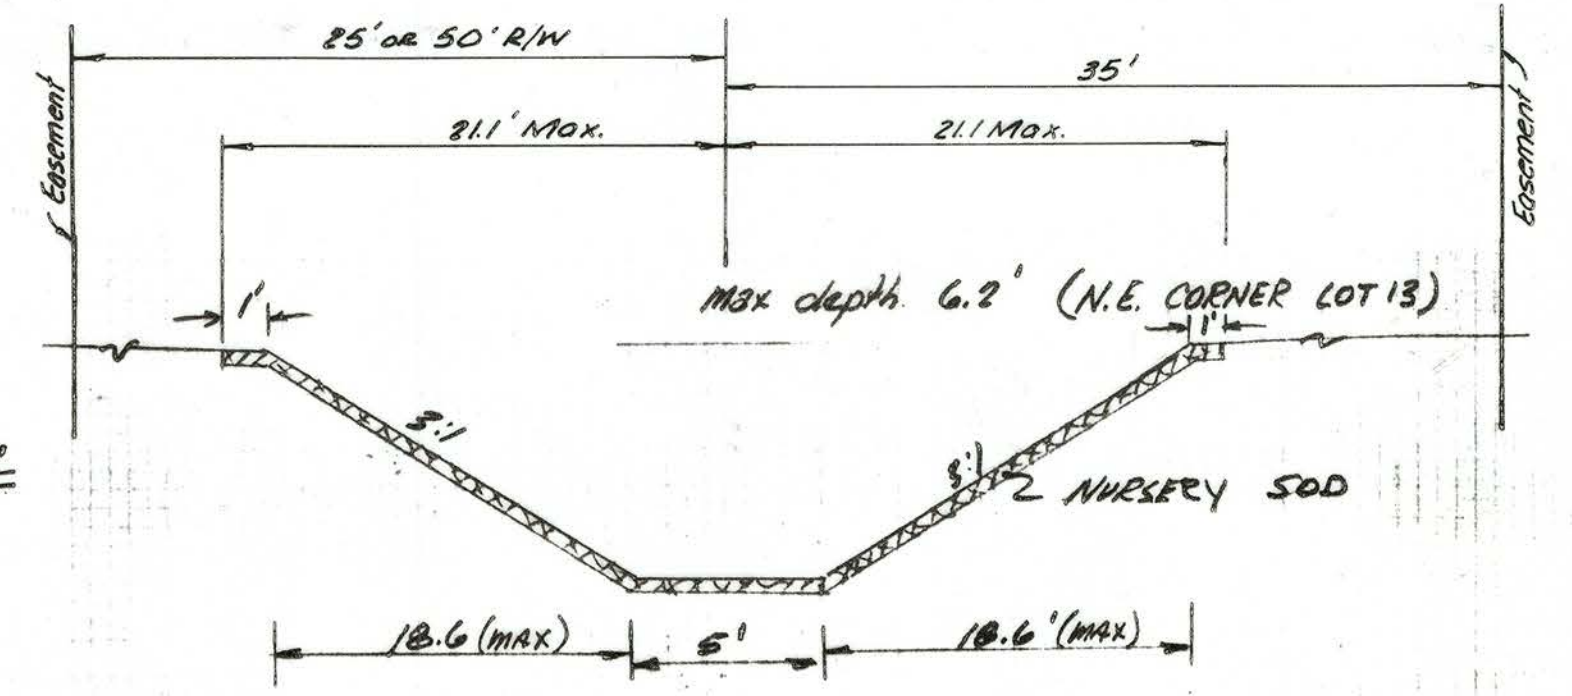 25' OR 50' R/W
35'
Easement
Easement
21.1' Max.
21.1 Max.
1'
max depth 6.2' (N.E. CORNER LOT 13)
1'
3:1
3:1
NURSERY SOD
18.6 (MAX)
5'
18.6' (MAX)